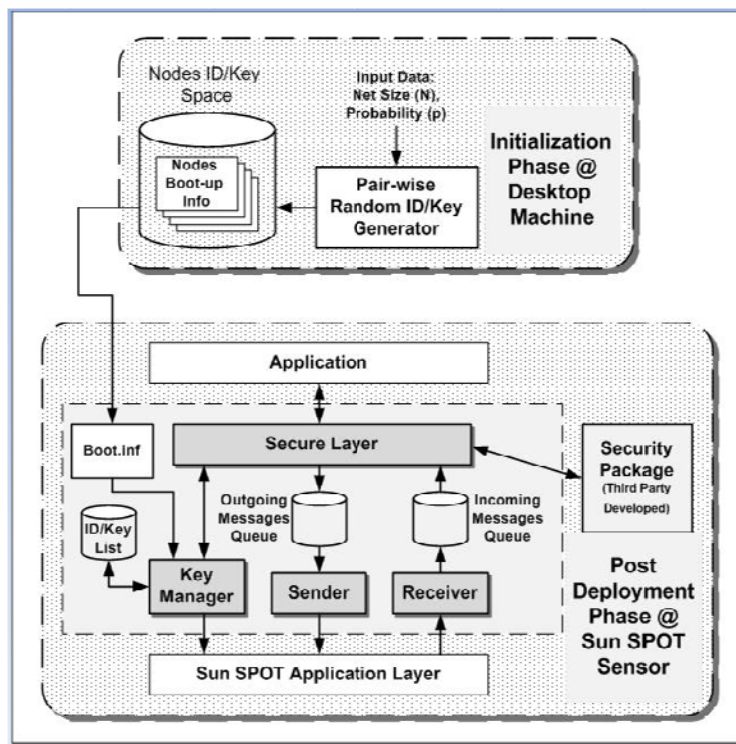 Nodes ID/Key
Space
Input Data:
Net Size (N),
Probability (p)
Nodes
Boot-up
Info
Pair-wise
Random ID/Key
Generator
Initialization
Phase @
Desktop
Machine
Application
Boot.inf
Secure Layer
Security
Package
(Third Party
Developed)
Outgoing
Messages
Queue
Incoming
Messages
Queue
ID/Key
List
Key
Manager
Sender
Receiver
Post
Deployment
Phase @
Sun SPOT
Sensor
Sun SPOT Application Layer